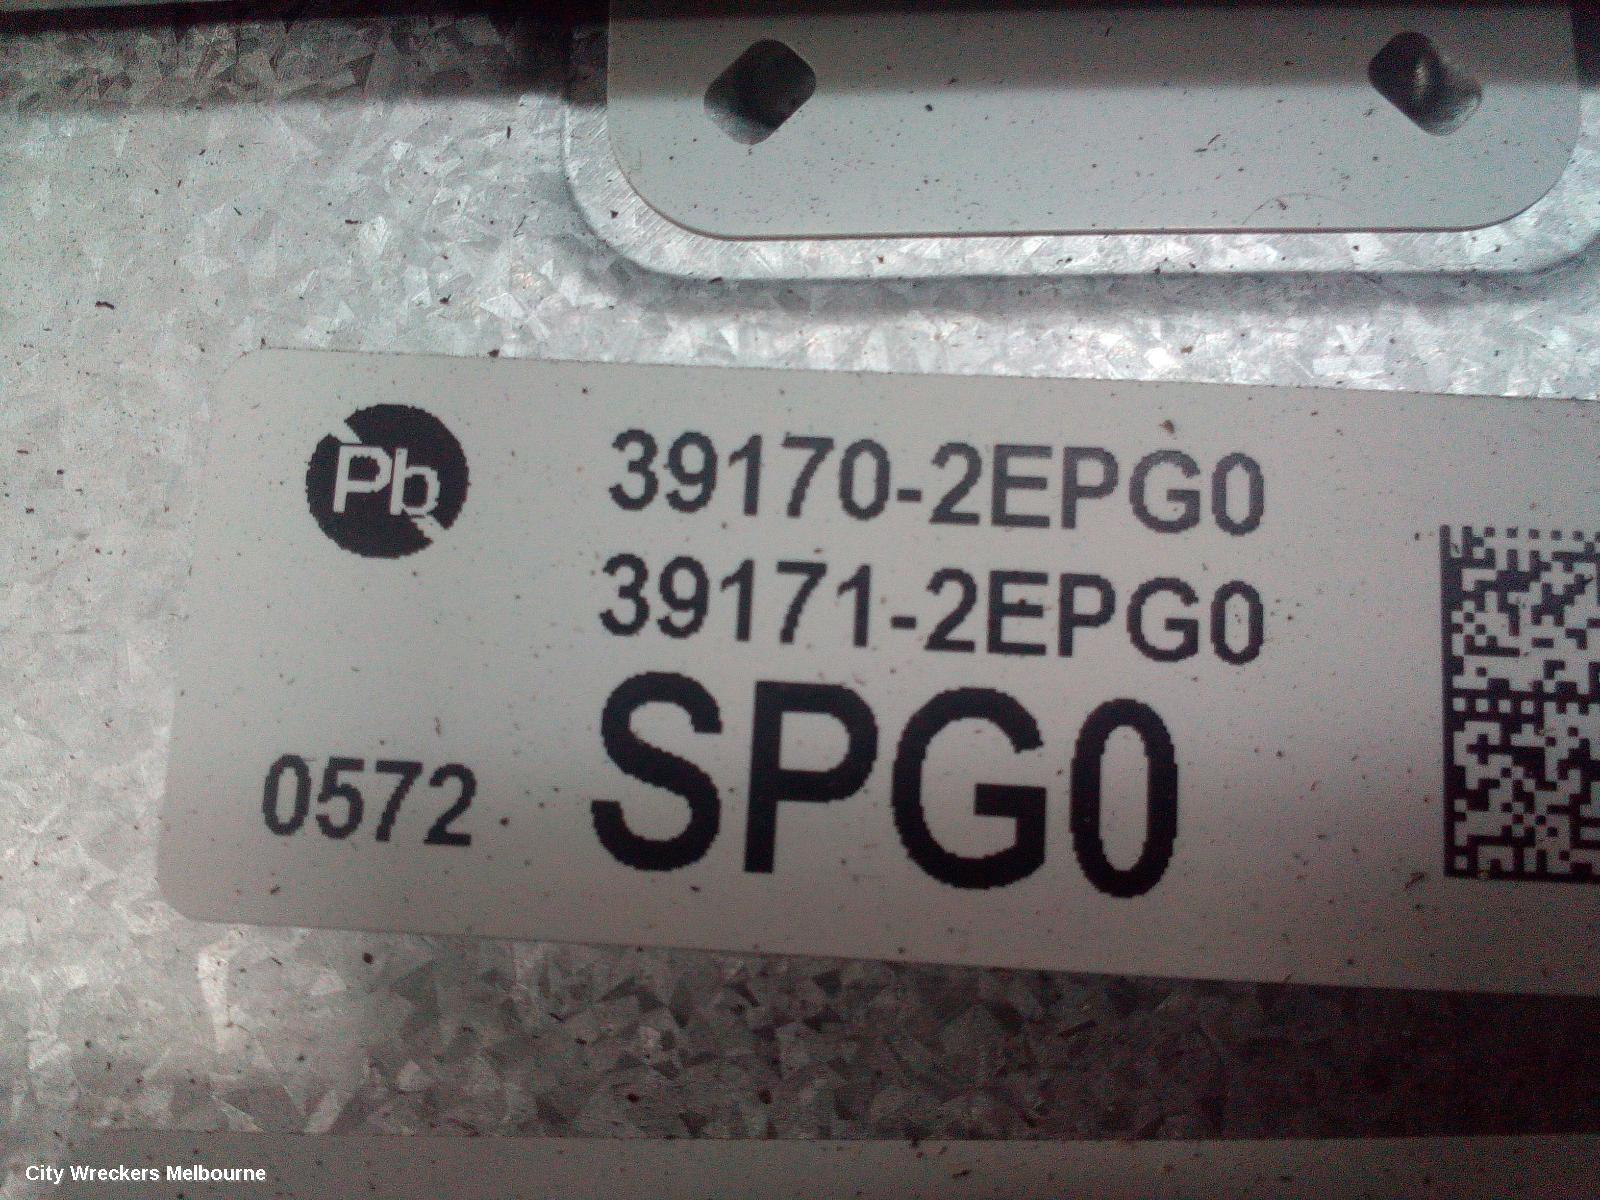 Pb
39170-2EPG0
39171-2EPG0
0572 SPG0
City Wreckers Melbourne